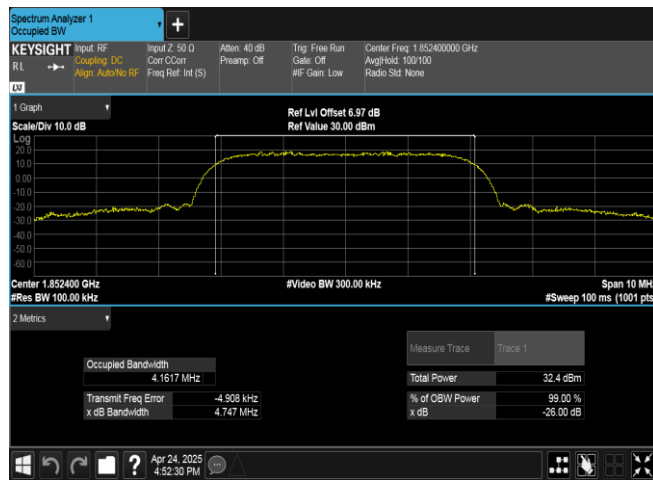 Spectrum Analyzer 1
Occupied BW
+
KEYSIGHT Input: RF Input Z: 50 Ω Atten: 40 dB Trig: Free Run Center Freq: 1.852400000 GHz
RL Coupling: DC Corr CCorr Preamp: Off Gate: Off Avg|Hold: 100/100
Align: Auto/No RF Freq Ref: Int (S) #IF Gain: Low Radio Std: None
LXI
1 Graph
Ref Lvl Offset 6.97 dB
Scale/Div 10.0 dB Ref Value 30.00 dBm
Log
20.0
10.0
0.00
-10.0
-20.0
-30.0
-40.0
-50.0
-60.0
Center 1.852400 GHz #Video BW 300.00 kHz Span 10 MH
#Res BW 100.00 kHz #Sweep 100 ms (1001 pts
2 Metrics
Measure Trace Trace 1
Occupied Bandwidth
4.1617 MHz Total Power 32.4 dBm
Transmit Freq Error -4.908 kHz % of OBW Power 99.00 %
x dB Bandwidth 4.747 MHz x dB -26.00 dB
? Apr 24, 2025
4:52:30 PM